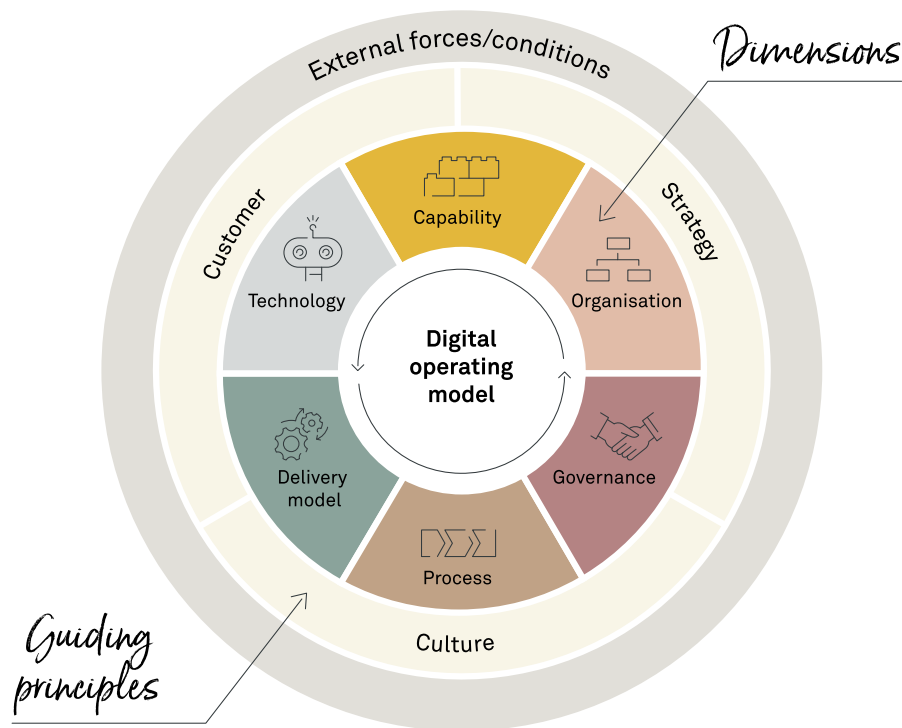 External forces/conditions
Dimensions
Customer
Strategy
Capability
Technology
Organisation
Digital
operating
model
Delivery
model
Governance
Process
Culture
Guiding
principles